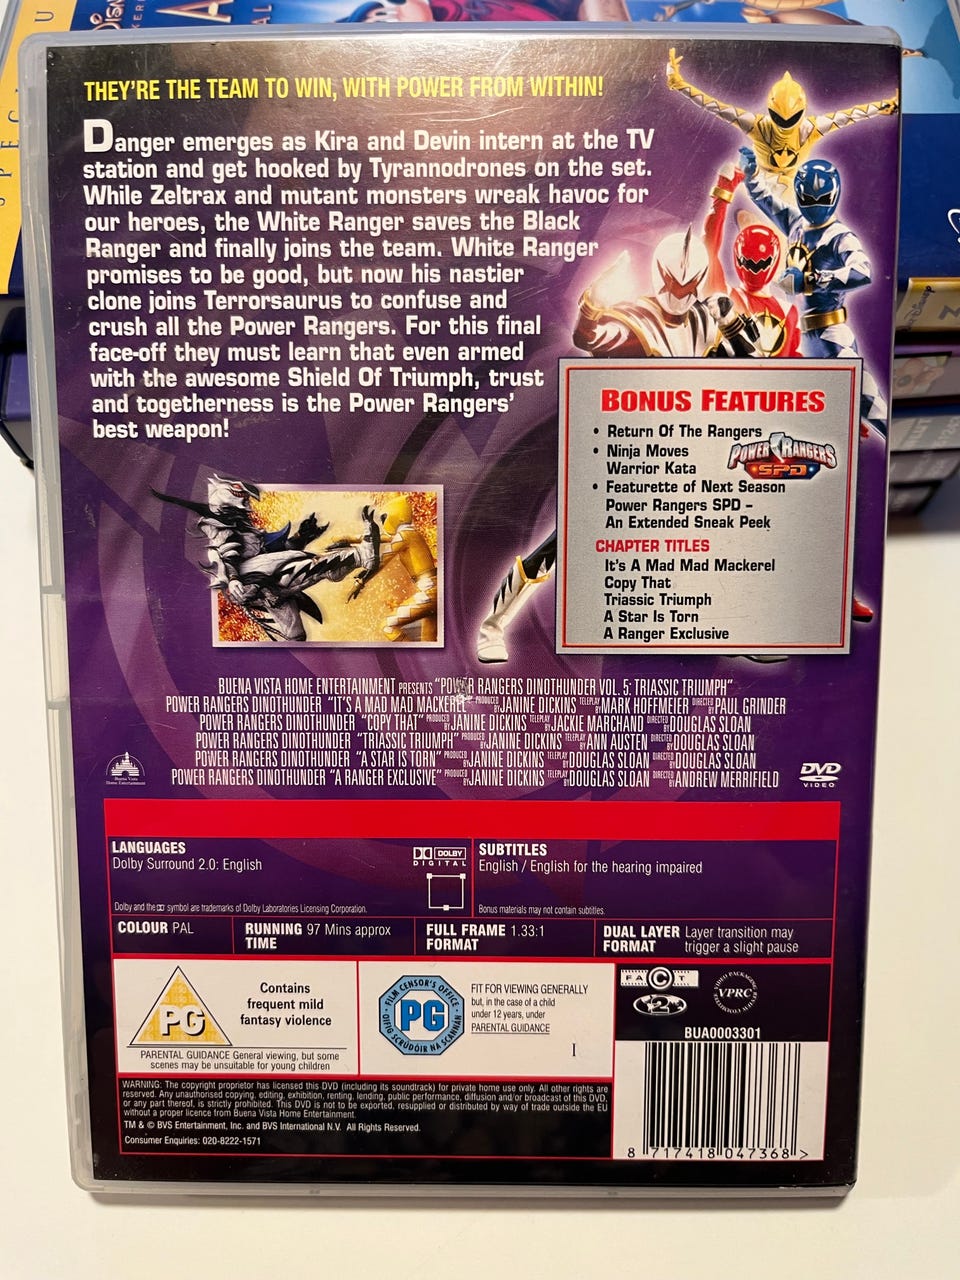 THEY'RE THE TEAM TO WIN, WITH POWER FROM WITHIN!
Danger emerges as Kira and Devin intern at the TV
station and get hooked by Tyrannodrones on the set.
While Zeltrax and mutant monsters wreak havoc for
our heroes, the White Ranger saves the Black
Ranger and finally joins the team. White Ranger
promises to be good, but now his nastier
clone joins Terrorsaurus to confuse and
crush all the Power Rangers. For this final
face-off they must learn that even armed
with the awesome Shield Of Triumph, trust
and togetherness is the Power Rangers'
best weapon!
BONUS FEATURES
• Return Of The Rangers
• Ninja Moves
Warrior Kata
POWER RANGERS
SPD
• Featurette of Next Season
Power Rangers SPD –
An Extended Sneak Peek
CHAPTER TITLES
It's A Mad Mad Mackerel
Copy That
Triassic Triumph
A Star Is Torn
A Ranger Exclusive
BUENA VISTA HOME ENTERTAINMENT PRESENTS "POWER RANGERS DINOTHUNDER VOL. 5: TRIASSIC TRIUMPH"
POWER RANGERS DINOTHUNDER "IT'S A MAD MAD MACKEREL" PRODUCED BY JANINE DICKINS TELEPLAY BY MARK HOFFMEIER DIRECTED BY PAUL GRINDER
POWER RANGERS DINOTHUNDER "COPY THAT" PRODUCED BY JANINE DICKINS TELEPLAY BY JACKIE MARCHAND DIRECTED BY DOUGLAS SLOAN
POWER RANGERS DINOTHUNDER "TRIASSIC TRIUMPH" PRODUCED BY JANINE DICKINS TELEPLAY BY ANN AUSTEN DIRECTED BY DOUGLAS SLOAN
POWER RANGERS DINOTHUNDER "A STAR IS TORN" PRODUCED BY JANINE DICKINS TELEPLAY BY DOUGLAS SLOAN DIRECTED BY DOUGLAS SLOAN
POWER RANGERS DINOTHUNDER "A RANGER EXCLUSIVE" PRODUCED BY JANINE DICKINS TELEPLAY BY DOUGLAS SLOAN DIRECTED BY ANDREW MERRIFIELD
Buena Vista
Home Entertainment
DVD
VIDEO
LANGUAGES
Dolby Surround 2.0: English
DOLBY
DIGITAL
Dolby and the symbol are trademarks of Dolby Laboratories Licensing Corporation.
SUBTITLES
English / English for the hearing impaired
Bonus materials may not contain subtitles.
COLOUR PAL
RUNNING 97 Mins approx
TIME
FULL FRAME 1.33:1
FORMAT
DUAL LAYER Layer transition may
FORMAT trigger a slight pause
PG
Contains
frequent mild
fantasy violence
PARENTAL GUIDANCE General viewing, but some
scenes may be unsuitable for young children
FILM CENSOR'S OFFICE
PG
OIFIG SCRÚDÓIR NA SCANNÁN
FIT FOR VIEWING GENERALLY
but, in the case of a child
under 12 years, under
PARENTAL GUIDANCE
I
FACT
2
VIDEO PACKAGING
VPRC
BUA0003301
8 717418 047368 >
WARNING: The copyright proprietor has licensed this DVD (including its soundtrack) for private home use only. All other rights are
reserved. Any unauthorised copying, editing, exhibition, renting, lending, public performance, diffusion and/or broadcast of this DVD,
or any part thereof, is strictly prohibited. This DVD is not to be exported, resupplied or distributed by way of trade outside the EU
without a proper licence from Buena Vista Home Entertainment.
TM & © BVS Entertainment, Inc. and BVS International N.V. All Rights Reserved.
Consumer Enquiries: 020-8222-1571